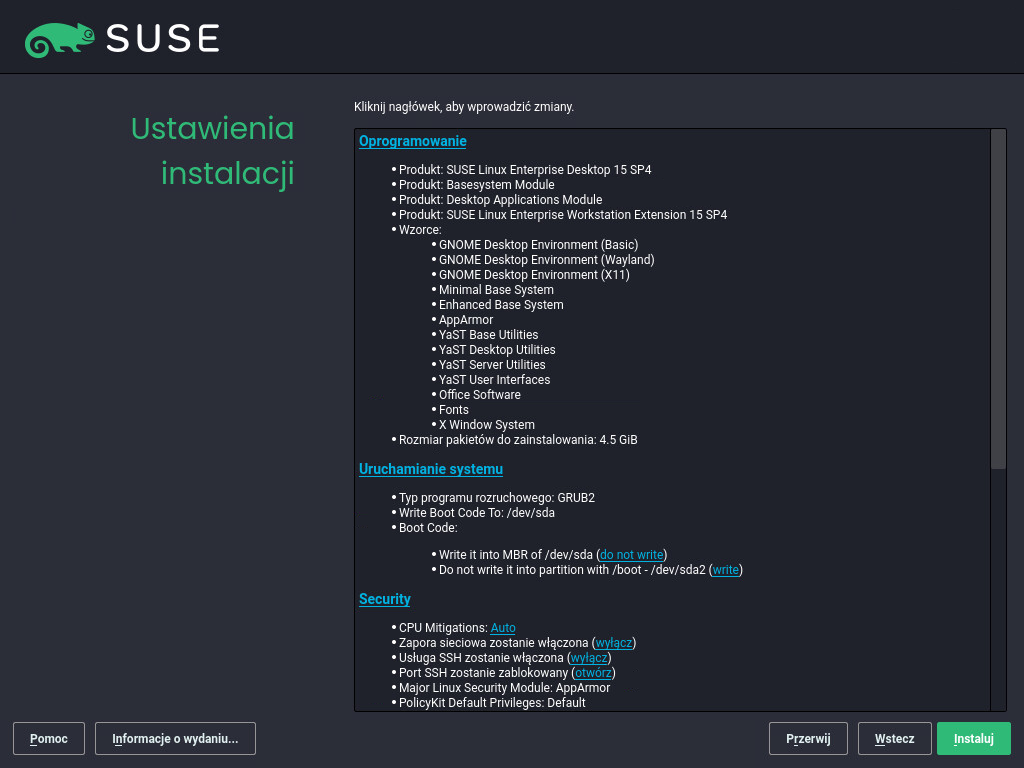 SUSE
Ustawienia
instalacji
Kliknij nagłówek, aby wprowadzić zmiany.
Oprogramowanie
• Produkt: SUSE Linux Enterprise Desktop 15 SP4
• Produkt: Basesystem Module
• Produkt: Desktop Applications Module
• Produkt: SUSE Linux Enterprise Workstation Extension 15 SP4
• Wzorce:
• GNOME Desktop Environment (Basic)
• GNOME Desktop Environment (Wayland)
• GNOME Desktop Environment (X11)
• Minimal Base System
• Enhanced Base System
• AppArmor
• YaST Base Utilities
• YaST Desktop Utilities
• YaST Server Utilities
• YaST User Interfaces
• Office Software
• Fonts
• X Window System
• Rozmiar pakietów do zainstalowania: 4.5 GiB
Uruchamianie systemu
• Typ programu rozruchowego: GRUB2
• Write Boot Code To: /dev/sda
• Boot Code:
• Write it into MBR of /dev/sda (do not write)
• Do not write it into partition with /boot - /dev/sda2 (write)
Security
• CPU Mitigations: Auto
• Zapora sieciowa zostanie włączona (wyłącz)
• Usługa SSH zostanie włączona (wyłącz)
• Port SSH zostanie zablokowany (otwórz)
• Major Linux Security Module: AppArmor
• PolicyKit Default Privileges: Default
Pomoc Informacje o wydaniu... Przerwij Wstecz Instaluj